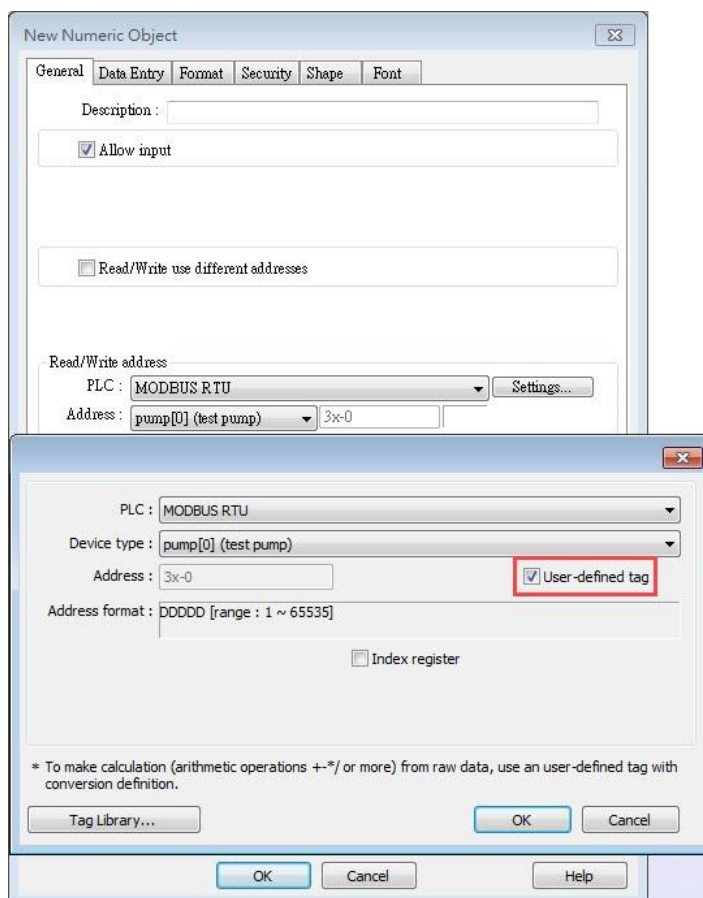 New Numeric Object
General Data Entry Format Security Shape Font
Description :
Allow input
Read/Write use different addresses
Read/Write address
PLC : MODBUS RTU Settings...
Address : pump[0] (test pump) 3x-0
PLC : MODBUS RTU
Device type : pump[0] (test pump)
Address : 3x-0 User-defined tag
Address format : DDDDD [range : 1 ~ 65535]
Index register
* To make calculation (arithmetic operations +-*/ or more) from raw data, use an user-defined tag with
conversion definition.
Tag Library... OK Cancel
OK Cancel Help